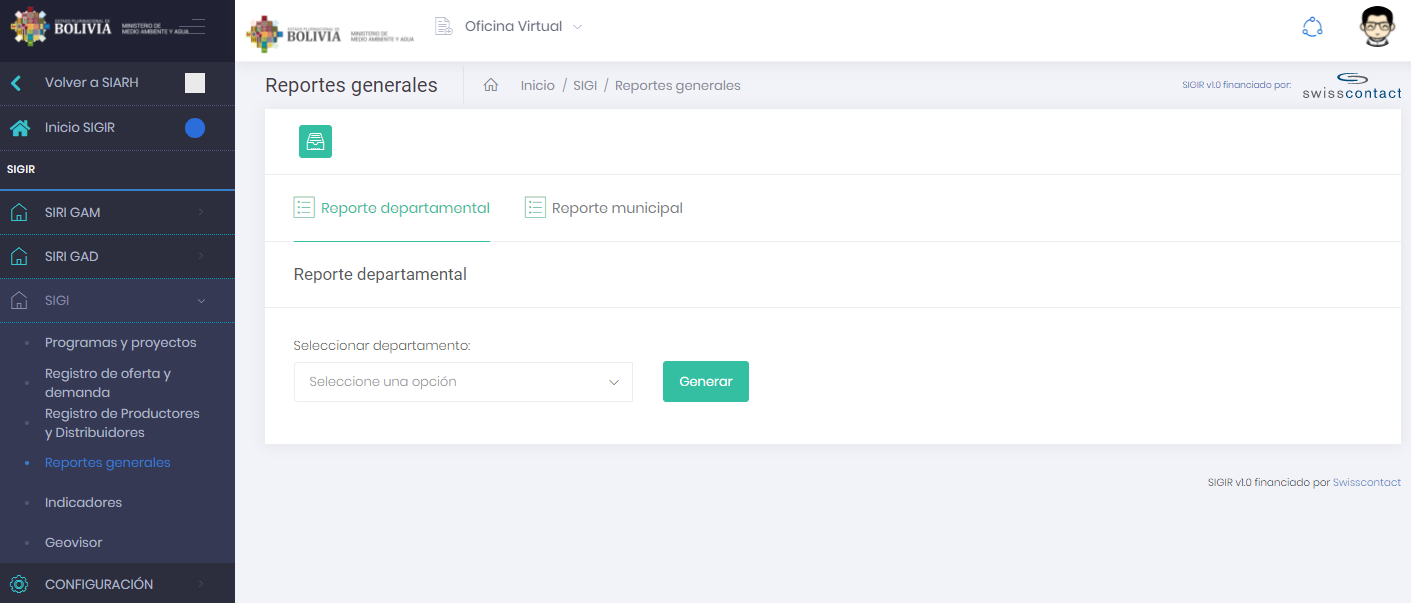 ESTADO PLURINACIONAL DE
BOLIVIA
MINISTERIO DE
MEDIO AMBIENTE Y AGUA
Volver a SIARH
Inicio SIGIR
SIGIR
SIRI GAM
SIRI GAD
SIGI
Programas y proyectos
Registro de oferta y
demanda
Registro de Productores
y Distribuidores
Reportes generales
Indicadores
Geovisor
CONFIGURACIÓN
ESTADO PLURINACIONAL DE
BOLIVIA
MINISTERIO DE
MEDIO AMBIENTE Y AGUA
Oficina Virtual
Reportes generales
Inicio / SIGI / Reportes generales
SIGIR v1.0 financiado por:
swisscontact
Reporte departamental
Reporte municipal
Reporte departamental
Seleccionar departamento:
Seleccione una opción
Generar
SIGIR v1.0 financiado por Swisscontact